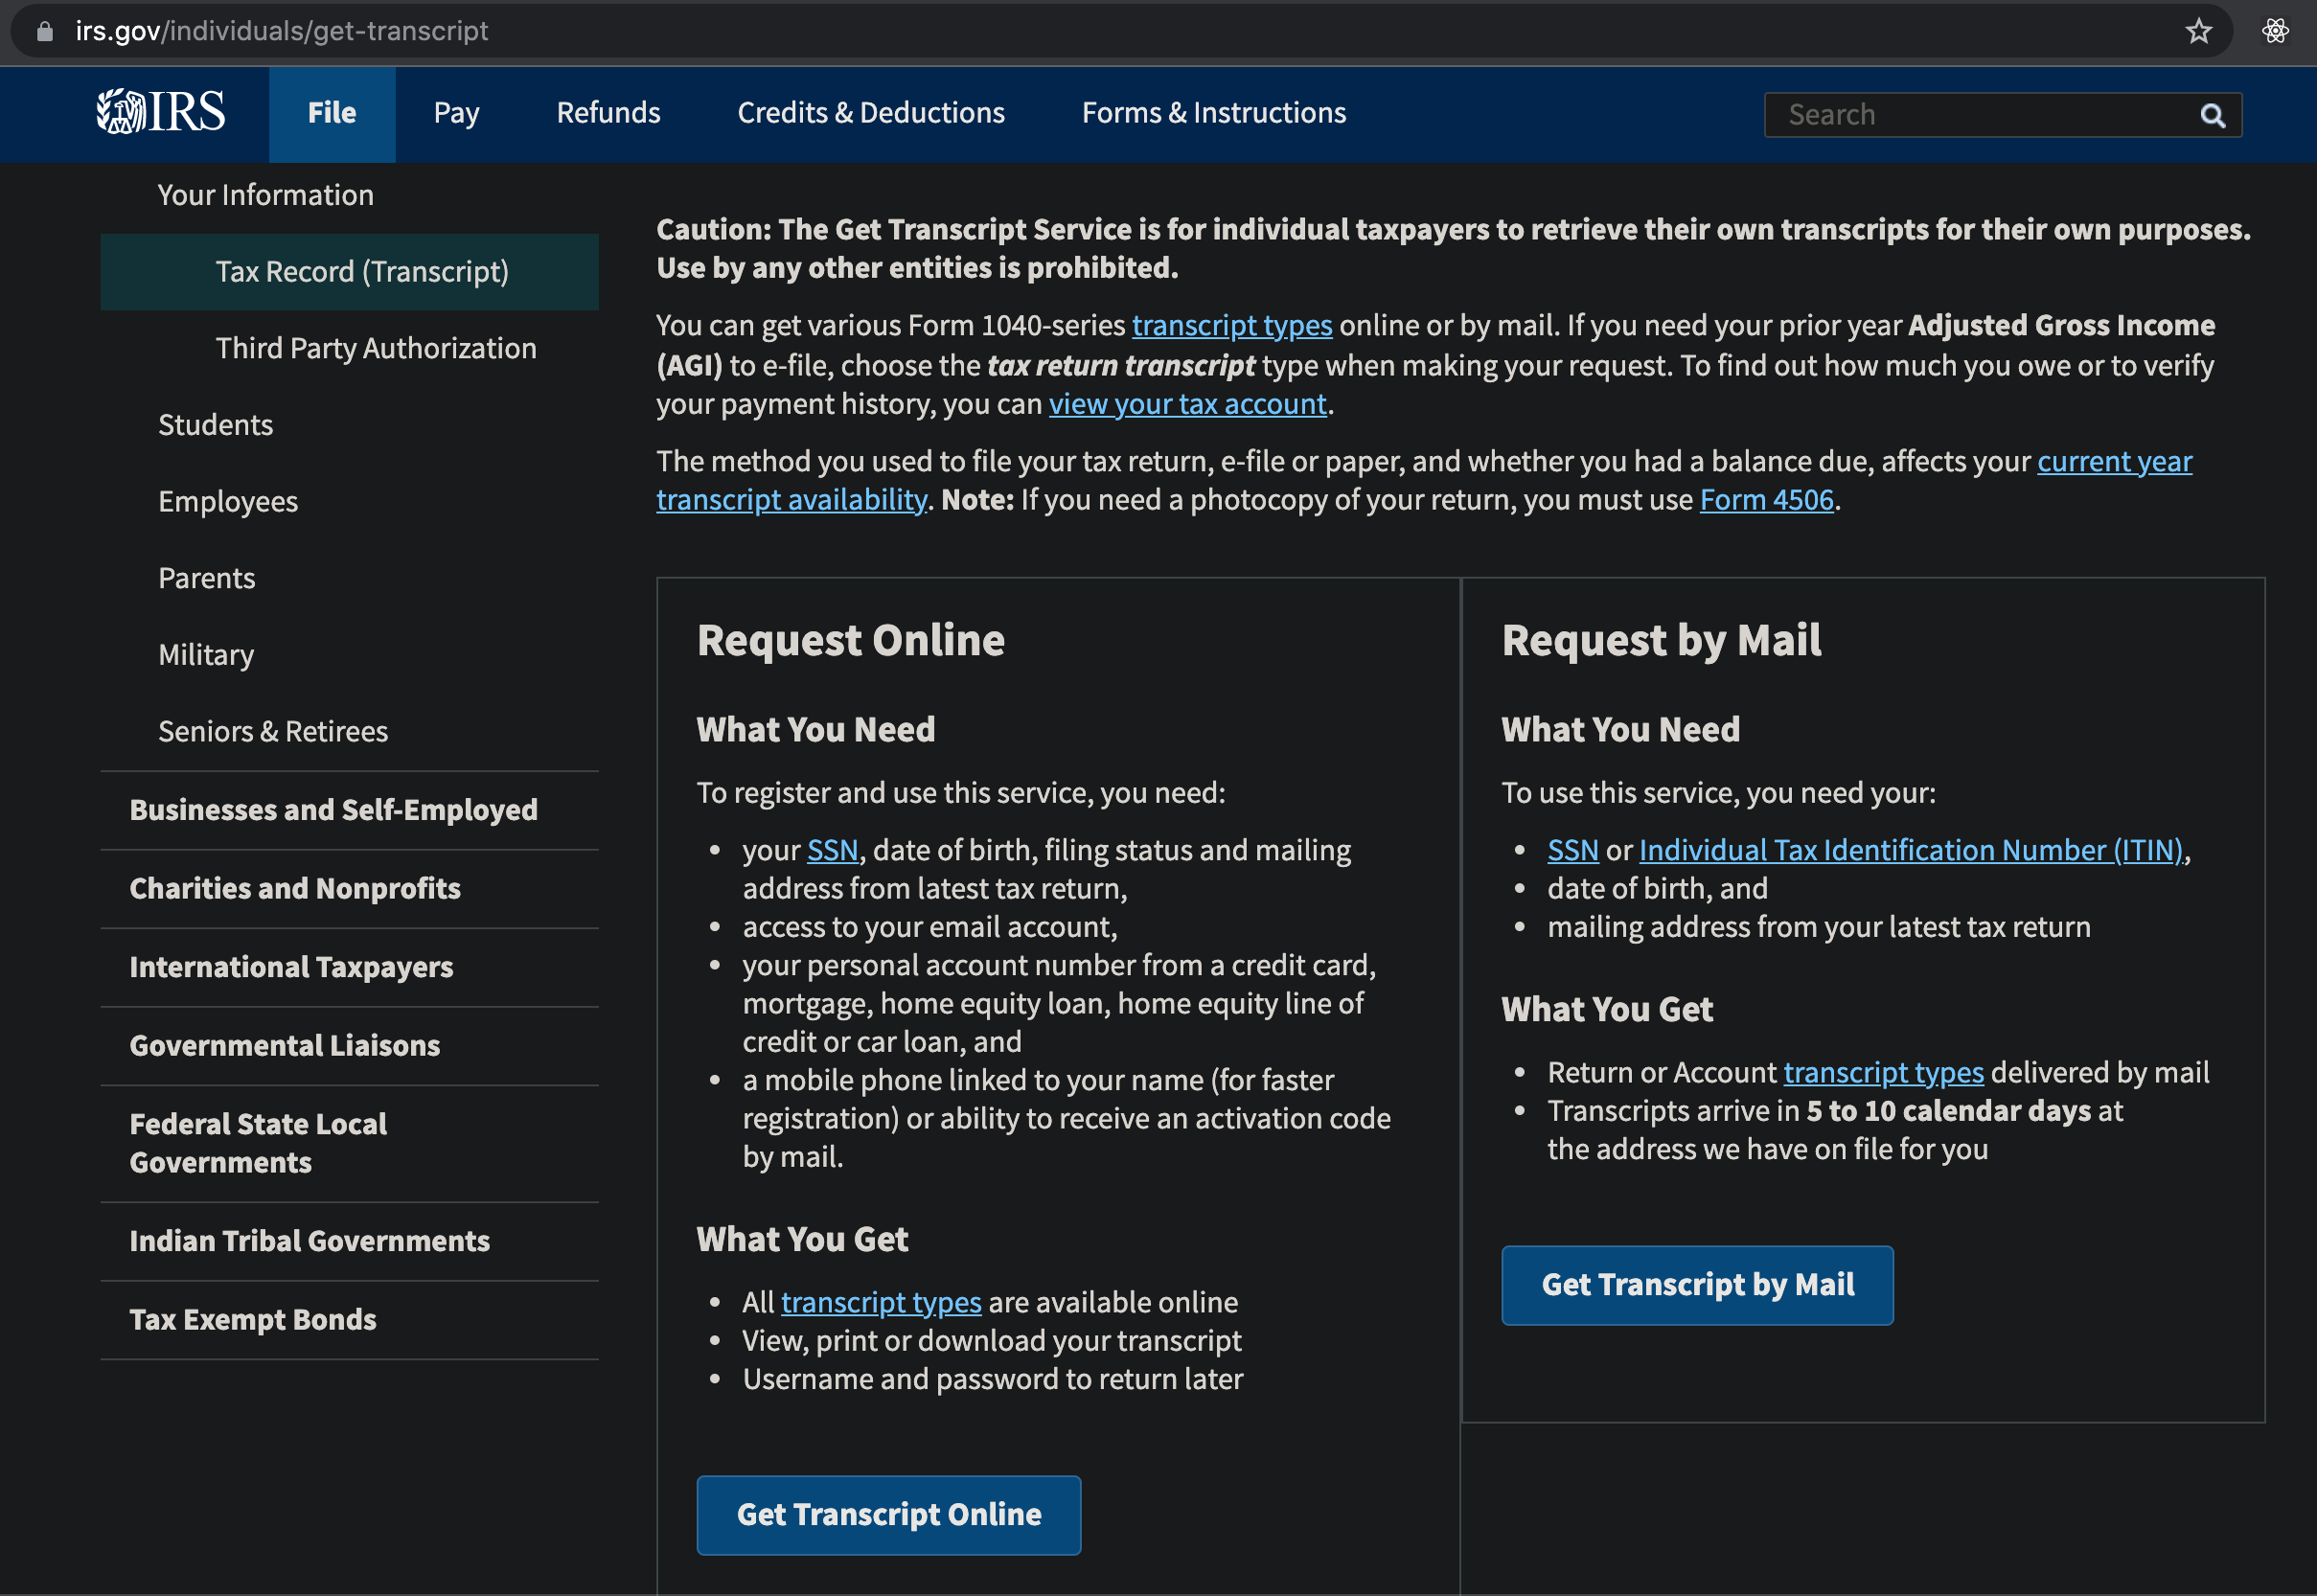 irs.gov/individuals/get-transcript
IRS
File
Pay
Refunds
Credits & Deductions
Forms & Instructions
Search
Your Information
Tax Record (Transcript)
Third Party Authorization
Students
Employees
Parents
Military
Seniors & Retirees
Businesses and Self-Employed
Charities and Nonprofits
International Taxpayers
Governmental Liaisons
Federal State Local
Governments
Indian Tribal Governments
Tax Exempt Bonds
Caution: The Get Transcript Service is for individual taxpayers to retrieve their own transcripts for their own purposes.
Use by any other entities is prohibited.
You can get various Form 1040-series transcript types online or by mail. If you need your prior year Adjusted Gross Income
(AGI) to e-file, choose the tax return transcript type when making your request. To find out how much you owe or to verify
your payment history, you can view your tax account.
The method you used to file your tax return, e-file or paper, and whether you had a balance due, affects your current year
transcript availability. Note: If you need a photocopy of your return, you must use Form 4506.
Request Online
What You Need
To register and use this service, you need:
• your SSN, date of birth, filing status and mailing
address from latest tax return,
• access to your email account,
• your personal account number from a credit card,
mortgage, home equity loan, home equity line of
credit or car loan, and
• a mobile phone linked to your name (for faster
registration) or ability to receive an activation code
by mail.
What You Get
• All transcript types are available online
• View, print or download your transcript
• Username and password to return later
Get Transcript Online
Request by Mail
What You Need
To use this service, you need your:
• SSN or Individual Tax Identification Number (ITIN),
• date of birth, and
• mailing address from your latest tax return
What You Get
• Return or Account transcript types delivered by mail
• Transcripts arrive in 5 to 10 calendar days at
the address we have on file for you
Get Transcript by Mail